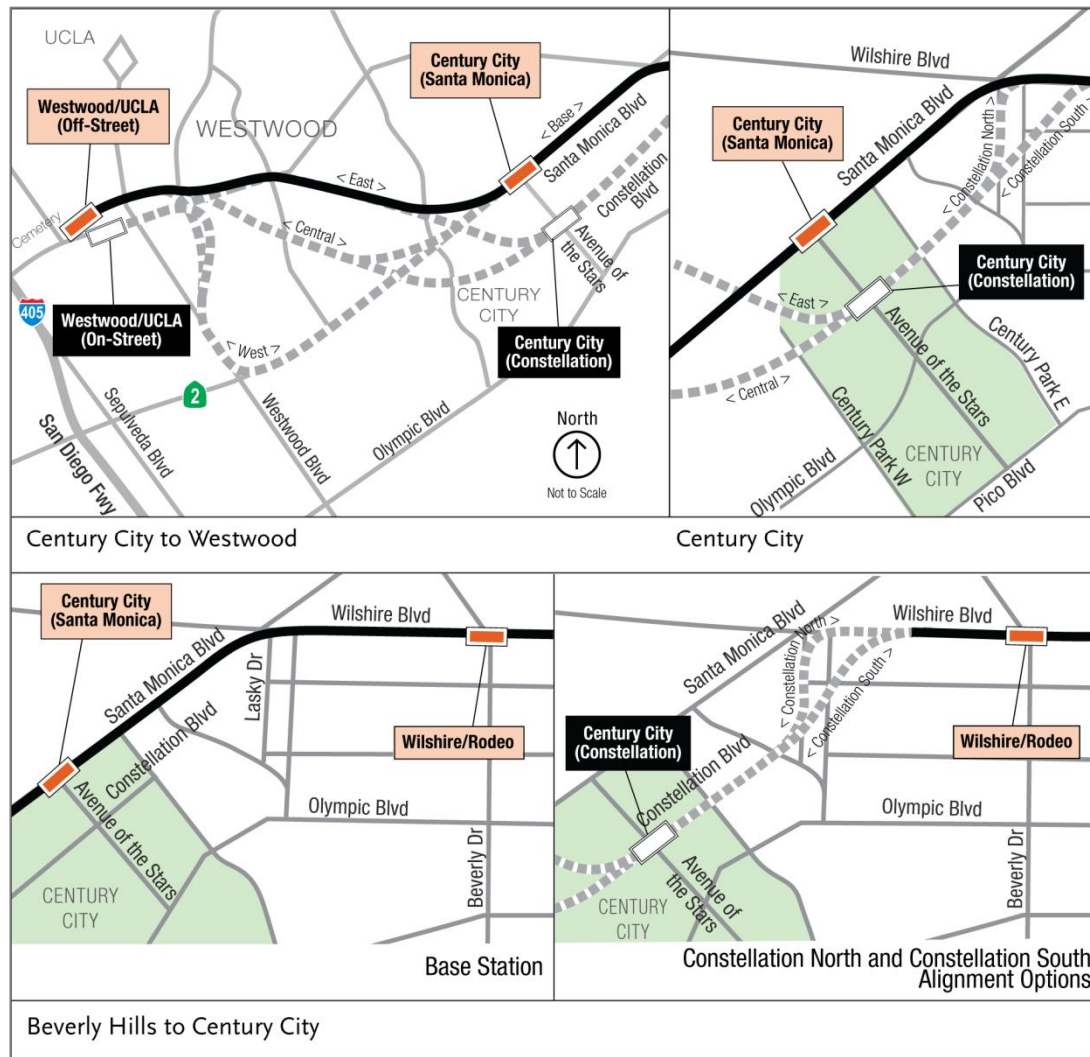 UCLA
Westwood/UCLA
(Off-Street)
WESTWOOD
Century City
(Santa Monica)
< Base >
Santa Monica Blvd
< East >
Constellation
Blvd
Cemetery
< Central >
Avenue of
the Stars
405
Westwood/UCLA
(On-Street)
CENTURY
CITY
< West >
Century City
(Constellation)
2
San Diego Fwy
Sepulveda Blvd
Westwood Blvd
Olympic Blvd
North
Not to Scale
Century City to Westwood
Wilshire Blvd
Santa Monica Blvd
< Constellation North >
< Constellation South >
Century City
(Santa Monica)
Century City
(Constellation)
< East >
< Central >
Avenue of the Stars
Century Park E
Century Park W
Olympic Blvd
CENTURY
CITY
Pico Blvd
Century City
Century City
(Santa Monica)
Wilshire Blvd
Santa Monica Blvd
Lasky Dr
Constellation Blvd
Wilshire/Rodeo
Avenue of the Stars
Olympic Blvd
Beverly Dr
CENTURY
CITY
Base Station
Santa Monica Blvd
Wilshire Blvd
< Constellation North >
< Constellation South >
Century City
(Constellation)
Constellation Blvd
Wilshire/Rodeo
Olympic Blvd
Avenue of
the Stars
Beverly Dr
CENTURY
CITY
Constellation North and Constellation South
Alignment Options
Beverly Hills to Century City